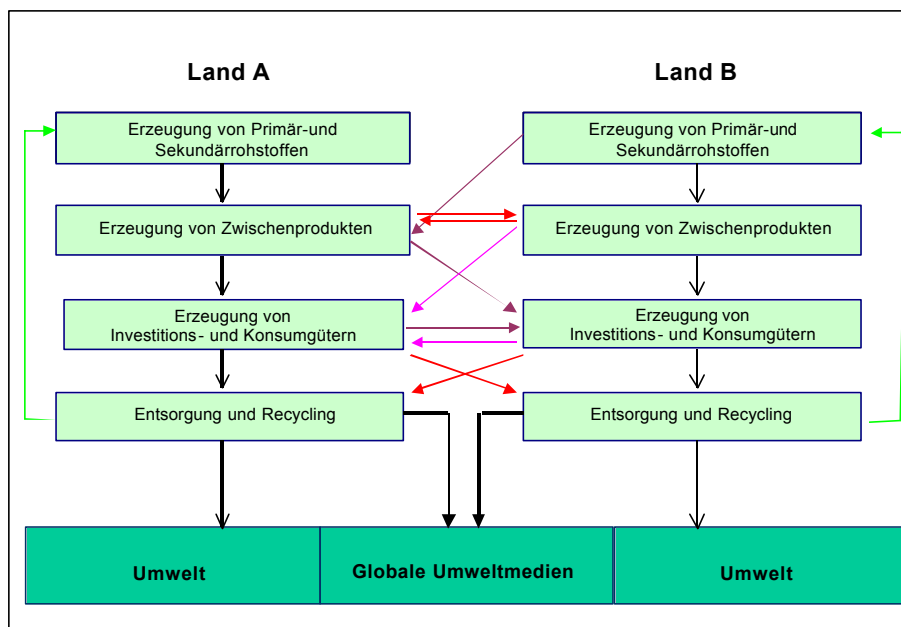 Land A
Land B
Erzeugung von Primär-und
Sekundärrohstoffen
Erzeugung von Primär-und
Sekundärrohstoffen
Erzeugung von Zwischenprodukten
Erzeugung von Zwischenprodukten
Erzeugung von
Investitions- und Konsumgütern
Erzeugung von
Investitions- und Konsumgütern
Entsorgung und Recycling
Entsorgung und Recycling
Umwelt
Globale Umweltmedien
Umwelt